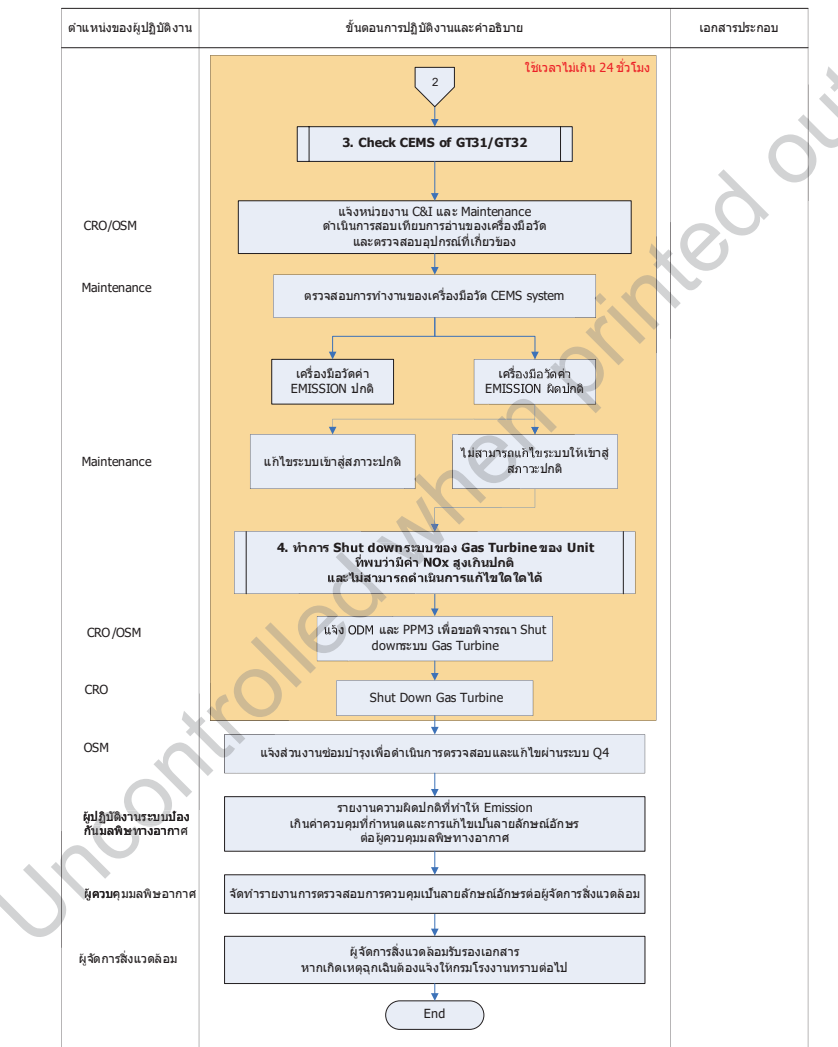 ตำแหน่งของผู้ปฏิบัติงาน
ขั้นตอนการปฏิบัติงานและคำอธิบาย
เอกสารประกอบ
ใช้เวลาไม่เกิน 24 ชั่วโมง
2
3. Check CEMS of GT31/GT32
CRO/OSM
แจ้งหน่วยงาน C&I และ Maintenance
ดำเนินการสอบเทียบการอ่านของเครื่องมือวัด
และตรวจสอบอุปกรณ์ที่เกี่ยวข้อง
Maintenance
ตรวจสอบการทำงานของเครื่องมือวัด CEMS system
เครื่องมือวัดค่า
EMISSION ปกติ
เครื่องมือวัดค่า
EMISSION ผิดปกติ
Maintenance
แก้ไขระบบเข้าสู่สภาวะปกติ
ไม่สามารถแก้ไขระบบให้เข้าสู่
สภาวะปกติ
4. ทำการ Shut downระบบของ Gas Turbine ของ Unit
ที่พบว่ามีค่า NOx สูงเกินปกติ
และไม่สามารถดำเนินการแก้ไขใดใดได้
CRO/OSM
แจ้ง ODM และ PPM3 เพื่อขอพิจารณา Shut
downระบบ Gas Turbine
CRO
Shut Down Gas Turbine
OSM
แจ้งส่วนงานซ่อมบำรุงเพื่อดำเนินการตรวจสอบและแก้ไขผ่านระบบ Q4
ผู้ปฏิบัติงานระบบป้อง
กันมลพิษทางอากาศ
รายงานความผิดปกติที่ทำให้ Emission
เกินค่าควบคุมที่กำหนดและการแก้ไขเป็นลายลักษณ์อักษร
ต่อผู้ควบคุมมลพิษทางอากาศ
ผู้ควบคุมมลพิษอากาศ
จัดทำรายงานการตรวจสอบการควบคุมเป็นลายลักษณ์อักษรต่อผู้จัดการสิ่งแวดล้อม
ผู้จัดการสิ่งแวดล้อม
ผู้จัดการสิ่งแวดล้อมรับรองเอกสาร
หากเกิดเหตุฉุกเฉินต้องแจ้งให้กรมโรงงานทราบต่อไป
End
Uncontrolled when printed out